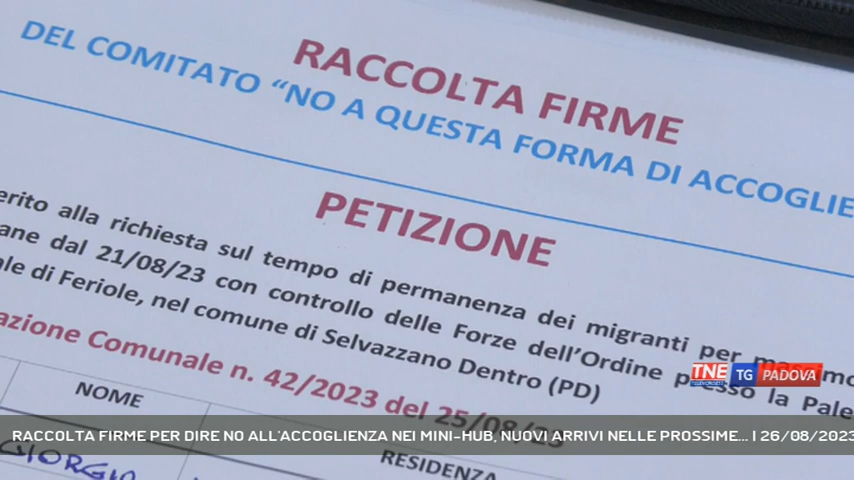 RACCOLTA FIRME
DEL COMITATO “NO A QUESTA FORMA DI ACCOGLIE
PETIZIONE
erito alla richiesta sul tempo di permanenza dei migranti per
ane dal 21/08/23 con controllo delle Forze dell’Ordine presso la Pale
le di Feriole, nel comune di Selvazzano Dentro (PD)
azione Comunale n. 42/2023 del 25/08/23
NOME
RESIDENZA
GIORGIO
TNE TG PADOVA
RACCOLTA FIRME PER DIRE NO ALL'ACCOGLIENZA NEI MINI-HUB, NUOVI ARRIVI NELLE PROSSIME... | 26/08/2023